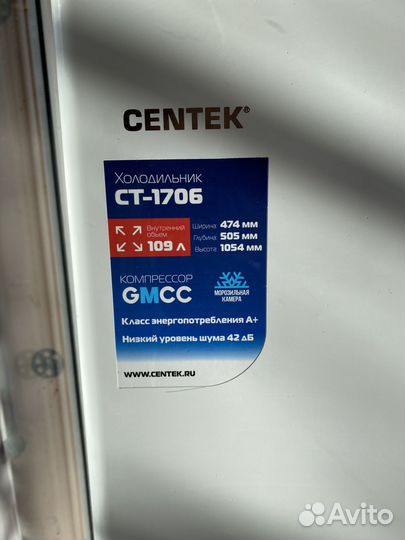 CENTEK®
Холодильник
CT-1706
Внутренний объем 109 л
Ширина: 474 мм
Глубина: 505 мм
Высота: 1054 мм
КОМПРЕССОР
GMCC
МОРОЗИЛЬНАЯ
КАМЕРА
Класс энергопотребления А+
Низкий уровень шума 42 дБ
WWW.CENTEK.RU
Avito